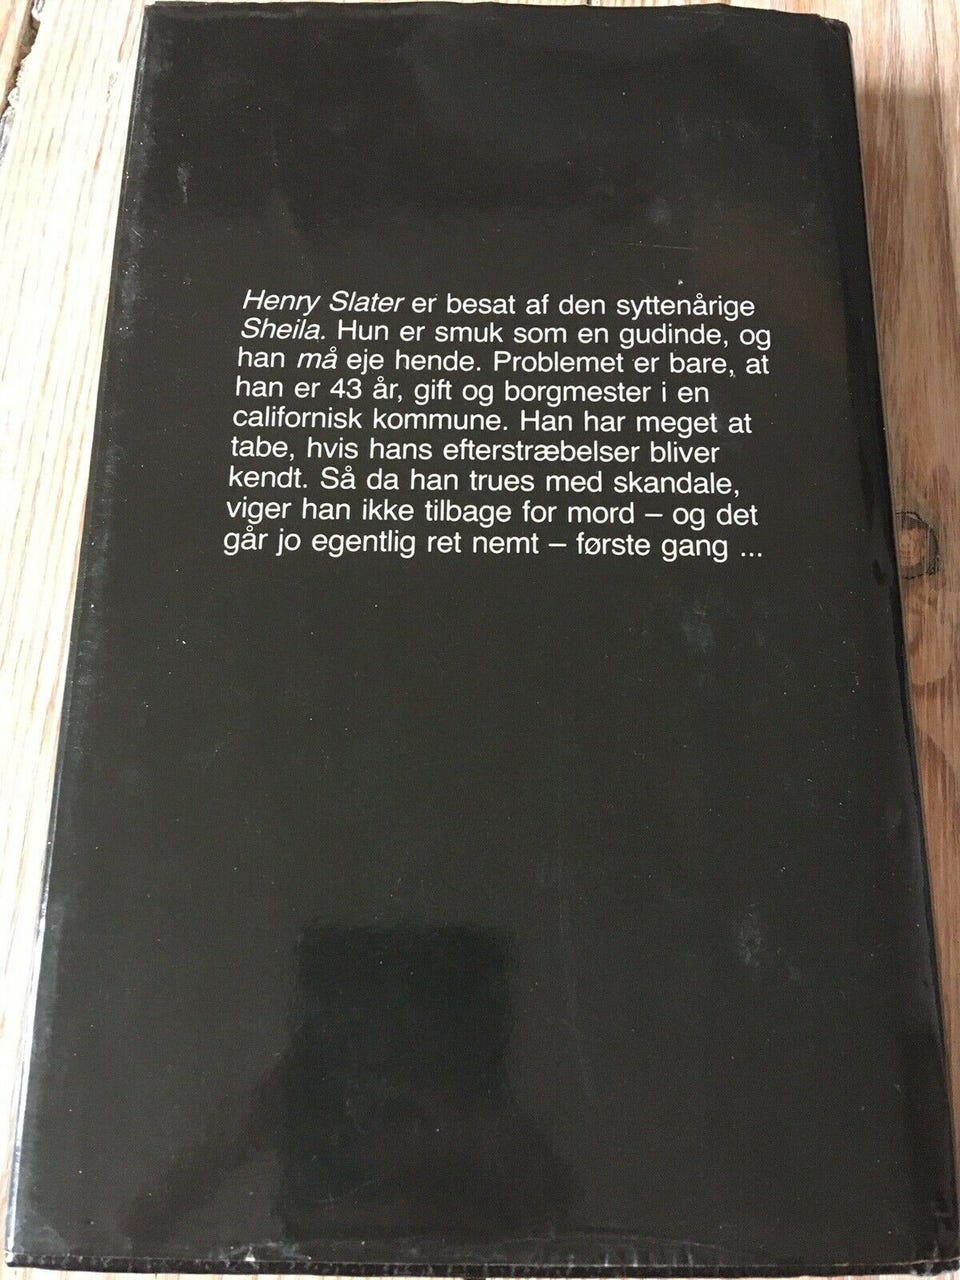 Henry Slater er besat af den syttenårige
Sheila. Hun er smuk som en gudinde, og
han må eje hende. Problemet er bare, at
han er 43 år, gift og borgmester i en
californisk kommune. Han har meget at
tabe, hvis hans efterstræbelser bliver
kendt. Så da han trues med skandale,
viger han ikke tilbage for mord – og det
går jo egentlig ret nemt – første gang ...